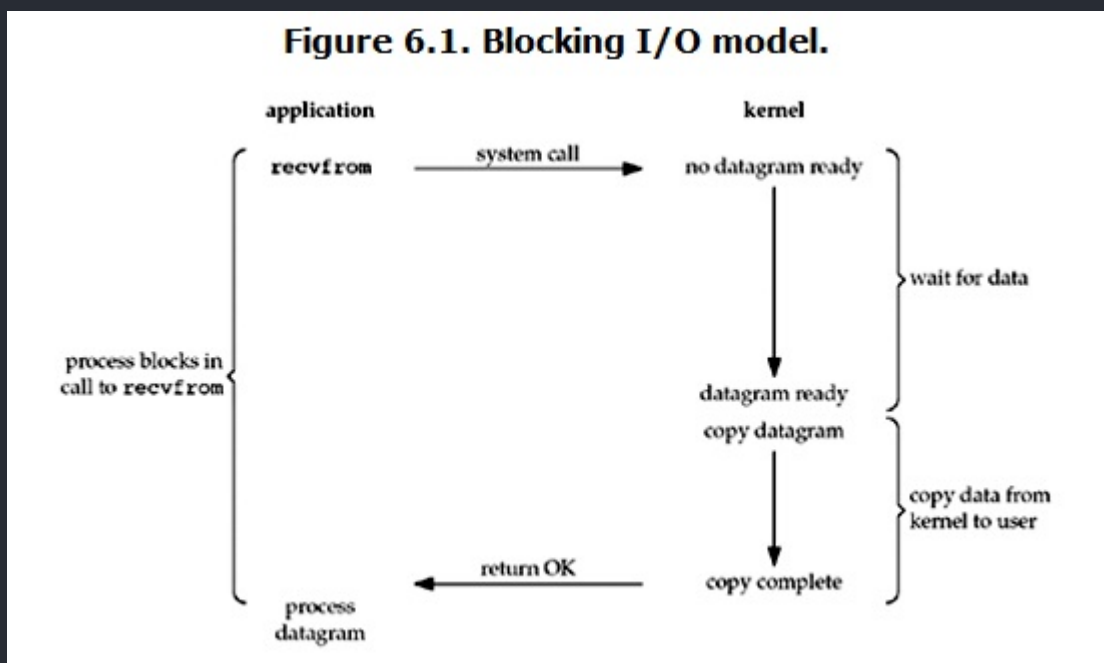 Figure 6.1. Blocking I/O model.
application
kernel
recvfrom
system call
no datagram ready
wait for data
process blocks in
call to recvfrom
datagram ready
copy datagram
copy data from
kernel to user
return OK
copy complete
process
datagram